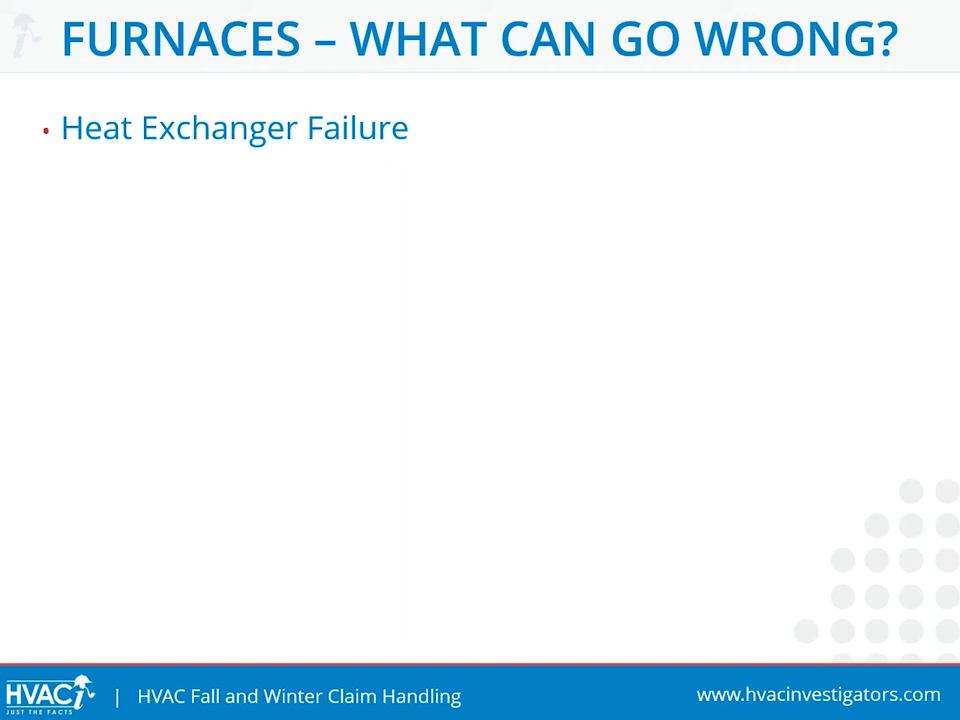 FURNACES – WHAT CAN GO WRONG?
• Heat Exchanger Failure
HVACi
JUST THE FACTS
| HVAC Fall and Winter Claim Handling
www.hvacinvestigators.com